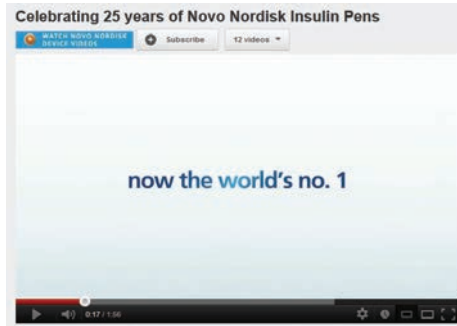 Celebrating 25 years of Novo Nordisk Insulin Pens
WATCH NOVO NORDISK
DEVICE VIDEOS
Subscribe
12 videos
now the world's no. 1
0:17 / 1:56